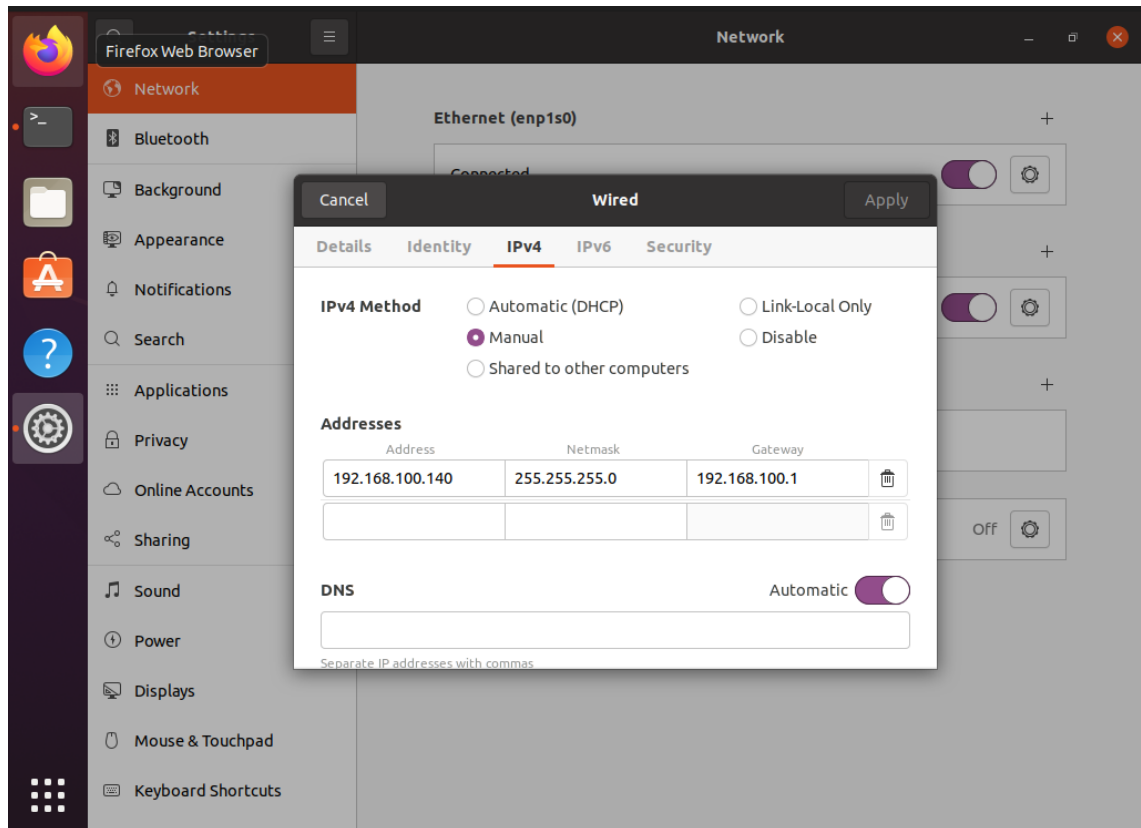 Firefox Web Browser
Network
Network
Bluetooth
Background
Appearance
Notifications
Search
Applications
Privacy
Online Accounts
Sharing
Sound
Power
Displays
Mouse & Touchpad
Keyboard Shortcuts
Ethernet (enp1s0)
Connected
Cancel
Wired
Apply
Details Identity IPv4 IPv6 Security
IPv4 Method
Automatic (DHCP) Link-Local Only
Manual Disable
Shared to other computers
Addresses
Address Netmask Gateway
192.168.100.140 255.255.255.0 192.168.100.1
DNS Automatic
Separate IP addresses with commas
Off
>_
?